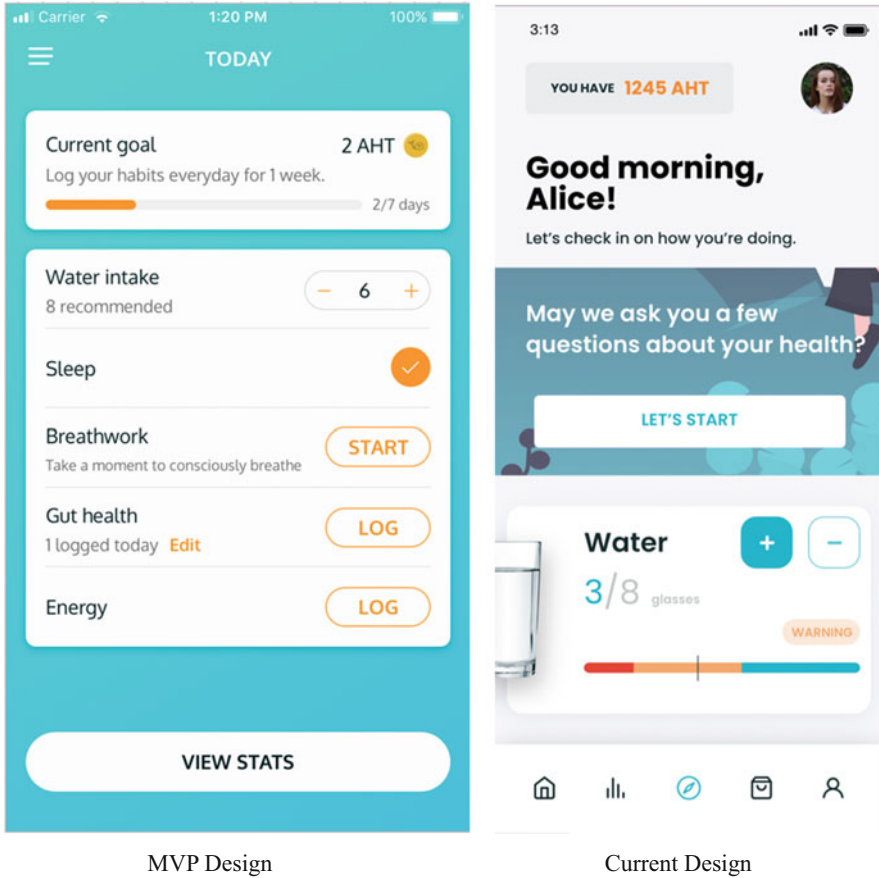 Carrier 1:20 PM 100%
TODAY
Current goal 2 AHT
Log your habits everyday for 1 week.
2/7 days
Water intake
8 recommended
− 6 +
Sleep
Breathwork
Take a moment to consciously breathe
START
Gut health
1 logged today Edit
LOG
Energy
LOG
VIEW STATS
MVP Design
3:13
YOU HAVE 1245 AHT
Good morning,
Alice!
Let's check in on how you're doing.
May we ask you a few
questions about your health?
LET'S START
Water
+ −
3/8 glasses
WARNING
Current Design